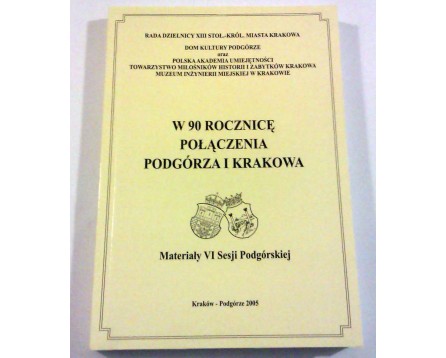 RADA DZIELNICY XIII STOŁ.-KRÓL. MIASTA KRAKOWA
DOM KULTURY PODGÓRZE
oraz
POLSKA AKADEMIA UMIEJĘTNOŚCI
TOWARZYSTWO MIŁOŚNIKÓW HISTORII I ZABYTKÓW KRAKOWA
MUZEUM INŻYNIERII MIEJSKIEJ W KRAKOWIE
W 90 ROCZNICĘ
POŁĄCZENIA
PODGÓRZA I KRAKOWA
Materiały VI Sesji Podgórskiej
Kraków - Podgórze 2005